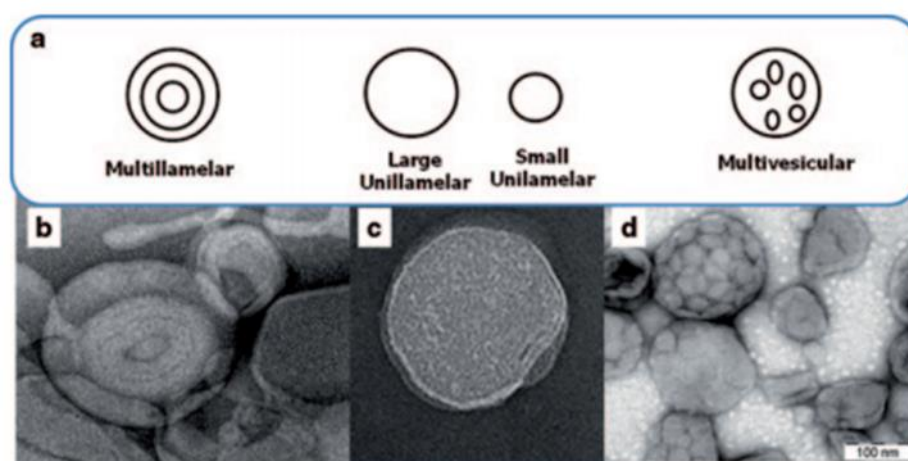 a
Multillamelar
Large
Unillamelar
Small
Unilamelar
Multivesicular
b
c
d
100 nm